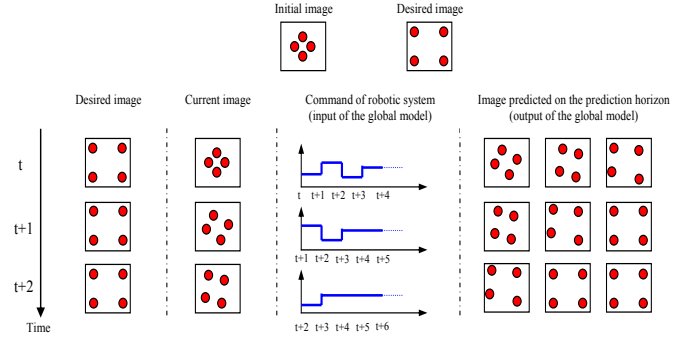 Initial image
Desired image
Desired image
Current image
Command of robotic system
(input of the global model)
Image predicted on the prediction horizon
(output of the global model)
t
t t+1 t+2 t+3 t+4
t+1
t+1 t+2 t+3 t+4 t+5
t+2
t+2 t+3 t+4 t+5 t+6
Time